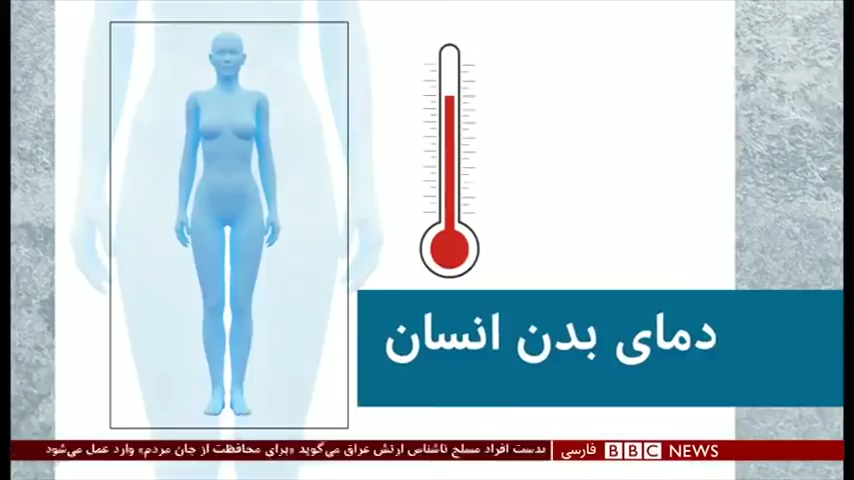 دمای بدن انسان
بدست افراد مسلح ناشناس ارتش عراق می‌گوید «برای محافظت از جان مردم» وارد عمل می‌شود
BBC NEWS فارسی